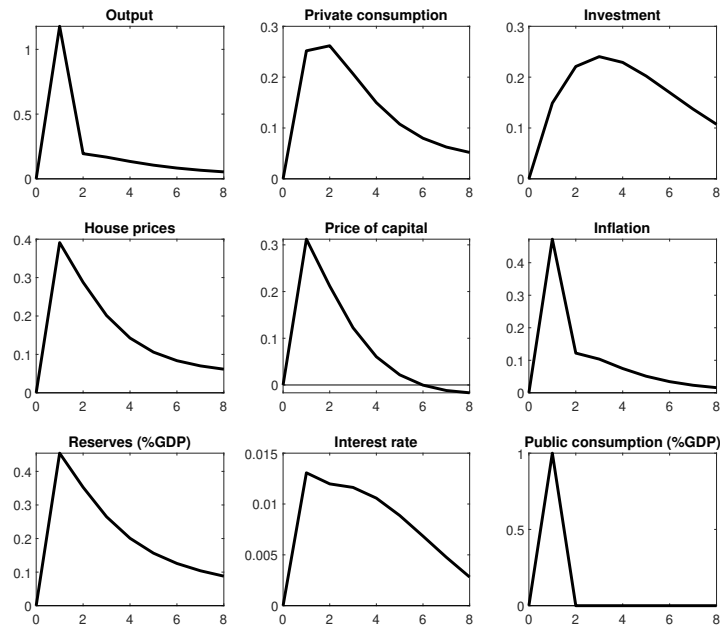 Output
1
0.5
0
0 2 4 6 8
Private consumption
0.3
0.2
0.1
0
0 2 4 6 8
Investment
0.3
0.2
0.1
0
0 2 4 6 8
House prices
0.4
0.3
0.2
0.1
0
0 2 4 6 8
Price of capital
0.3
0.2
0.1
0
0 2 4 6 8
Inflation
0.4
0.3
0.2
0.1
0
0 2 4 6 8
Reserves (%GDP)
0.4
0.3
0.2
0.1
0
0 2 4 6 8
Interest rate
0.015
0.01
0.005
0
0 2 4 6 8
Public consumption (%GDP)
1
0.5
0
0 2 4 6 8